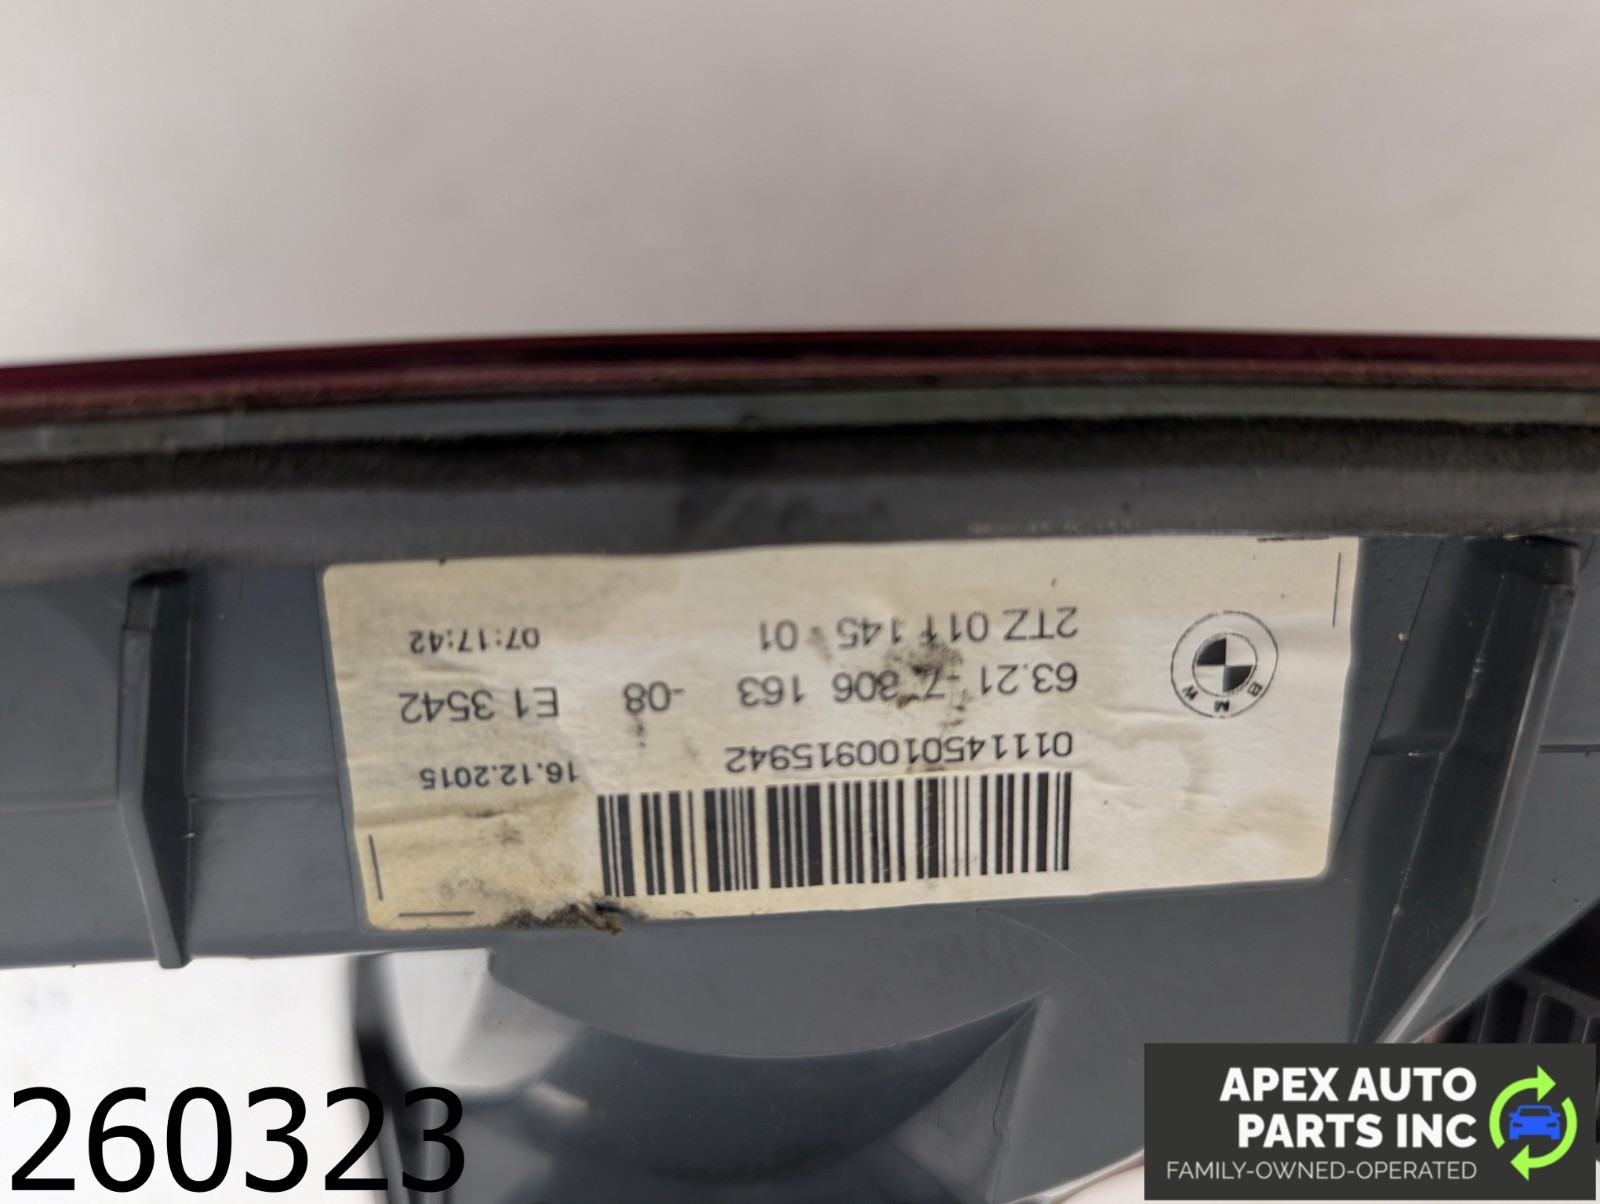 BMW
2TZ 011 145 - 01 07:17:42
63.21 - 7 306 163 -08 E1 3542
0111450100915942 16.12.2015
260323
APEX AUTO
PARTS INC
FAMILY-OWNED-OPERATED